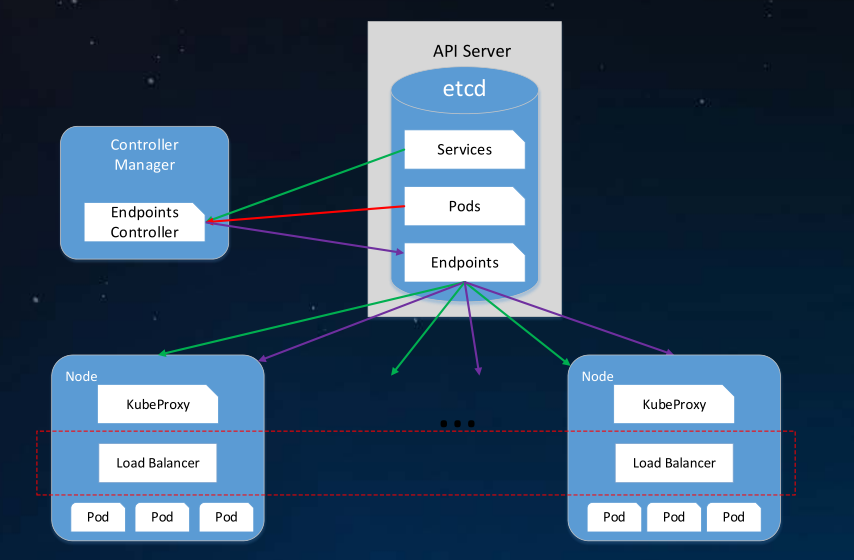 API Server
etcd
Controller
Manager
Services
Pods
Endpoints
Controller
Endpoints
Node
KubeProxy
Load Balancer
Pod
Pod
Pod
...
Node
KubeProxy
Load Balancer
Pod
Pod
Pod